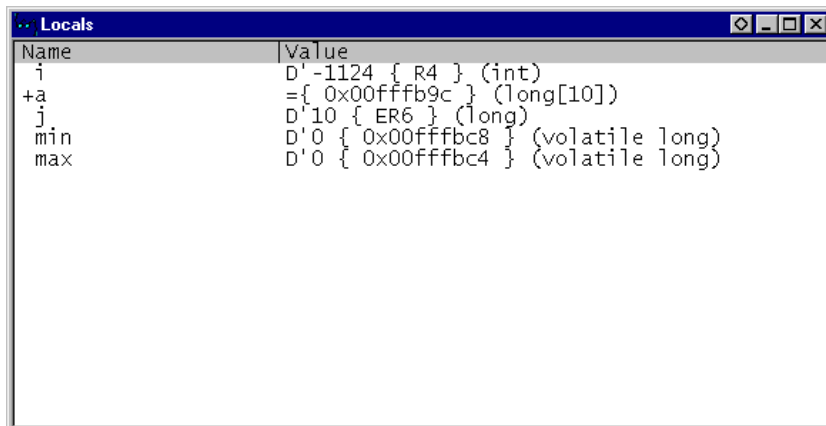 Locals
Name Value
i D'-1124 { R4 } (int)
+a ={ 0x00fffb9c } (long[10])
j D'10 { ER6 } (long)
min D'0 { 0x00fffbc8 } (volatile long)
max D'0 { 0x00fffbc4 } (volatile long)